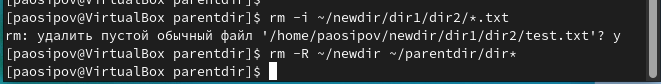 [paosipov@VirtualBox parentdir]$ rm -i ~/newdir/dir1/dir2/*.txt
rm: удалить пустой обычный файл '/home/paosipov/newdir/dir1/dir2/test.txt'? y
[paosipov@VirtualBox parentdir]$ rm -R ~/newdir ~/parentdir/dir*
[paosipov@VirtualBox parentdir]$